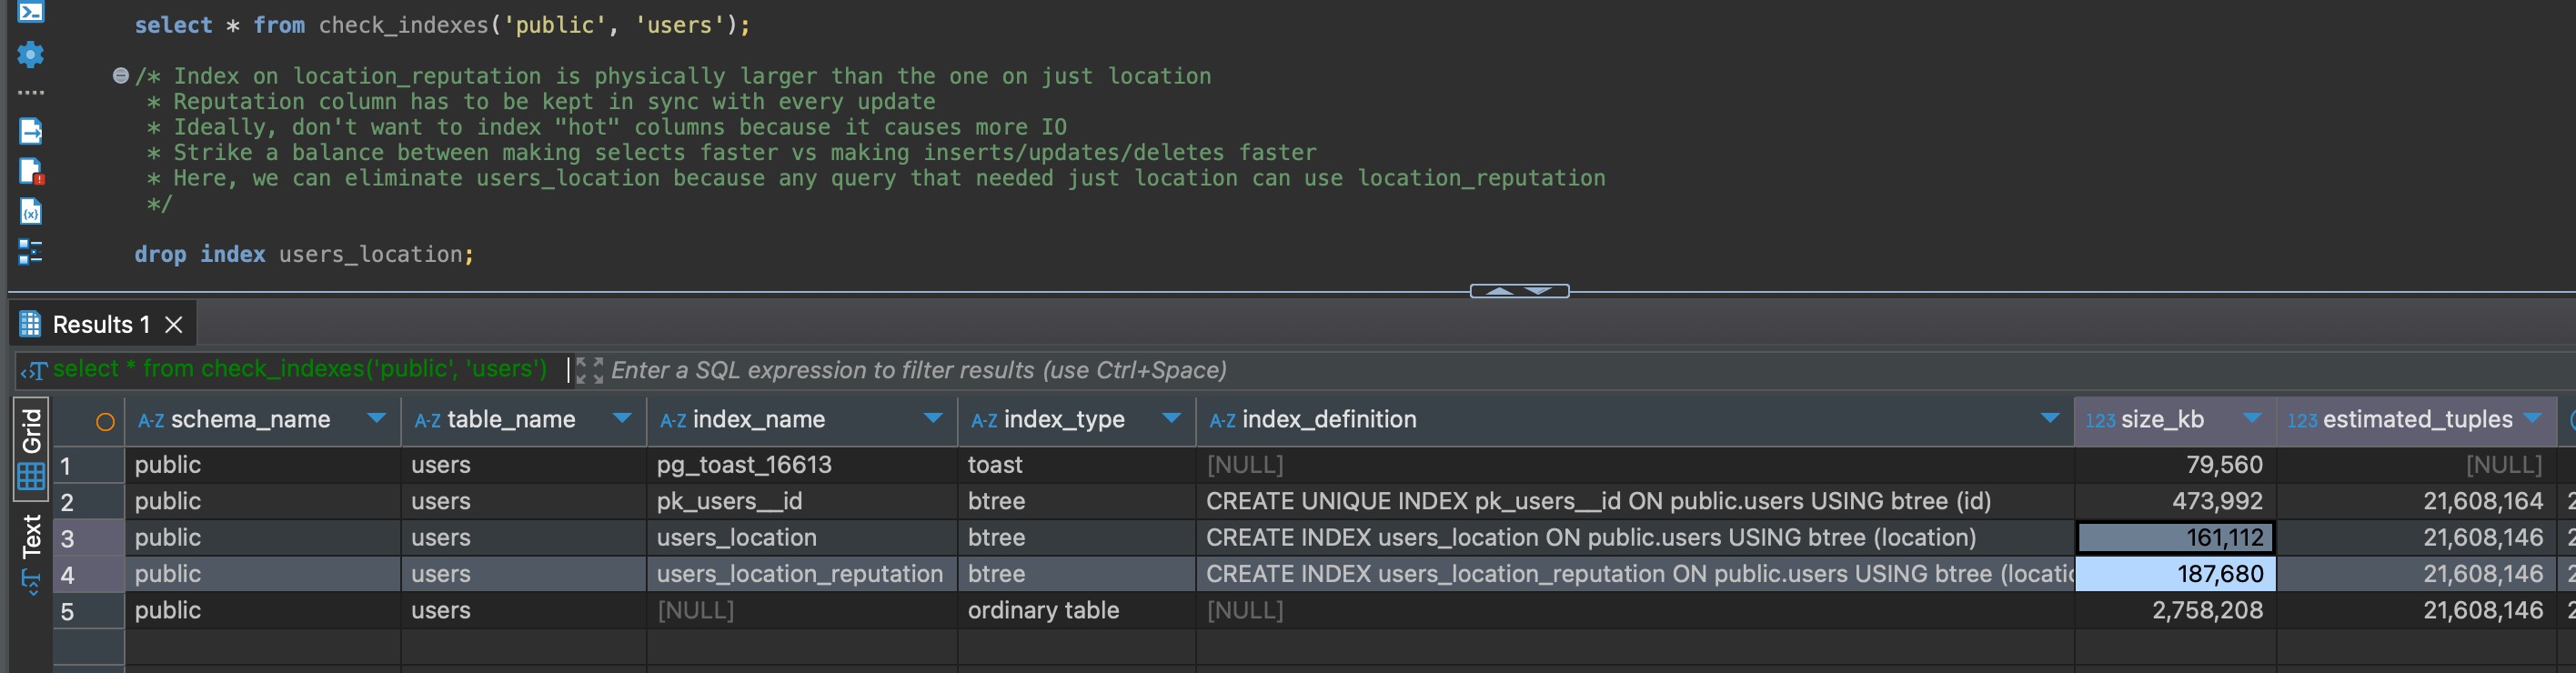 select * from check_indexes('public', 'users');
/* Index on location_reputation is physically larger than the one on just location
* Reputation column has to be kept in sync with every update
* Ideally, don't want to index "hot" columns because it causes more IO
* Strike a balance between making selects faster vs making inserts/updates/deletes faster
* Here, we can eliminate users_location because any query that needed just location can use location_reputation
*/
drop index users_location;
Results 1
select * from check_indexes('public', 'users') Enter a SQL expression to filter results (use Ctrl+Space)
Grid
Text
A-Z schema_name A-Z table_name A-Z index_name A-Z index_type A-Z index_definition 123 size_kb 123 estimated_tuples
1 public users pg_toast_16613 toast [NULL] 79,560 [NULL]
2 public users pk_users__id btree CREATE UNIQUE INDEX pk_users__id ON public.users USING btree (id) 473,992 21,608,164 2
3 public users users_location btree CREATE INDEX users_location ON public.users USING btree (location) 161,112 21,608,146 2
4 public users users_location_reputation btree CREATE INDEX users_location_reputation ON public.users USING btree (locatic 187,680 21,608,146 2
5 public users [NULL] ordinary table [NULL] 2,758,208 21,608,146 2